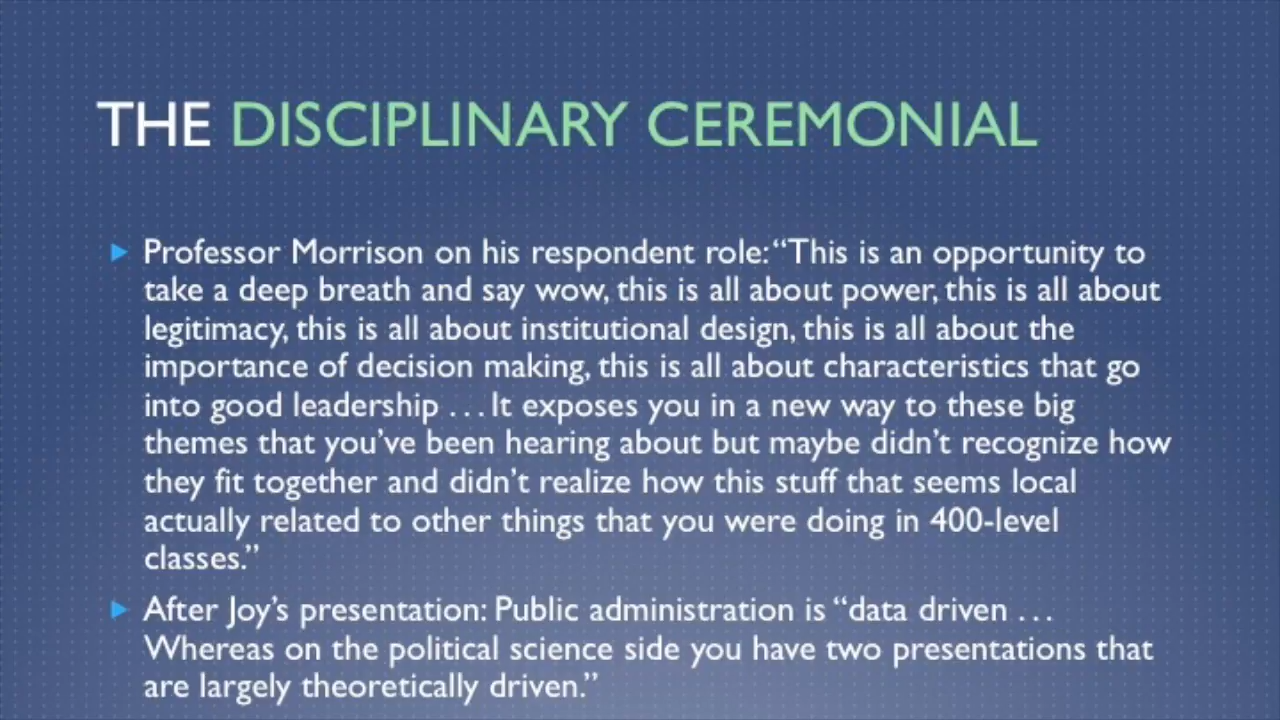 THE DISCIPLINARY CEREMONIAL
Professor Morrison on his respondent role: “This is an opportunity to
take a deep breath and say wow, this is all about power, this is all about
legitimacy, this is all about institutional design, this is all about the
importance of decision making, this is all about characteristics that go
into good leadership . . . It exposes you in a new way to these big
themes that you’ve been hearing about but maybe didn’t recognize how
they fit together and didn’t realize how this stuff that seems local
actually related to other things that you were doing in 400-level
classes.”
After Joy’s presentation: Public administration is “data driven . . .
Whereas on the political science side you have two presentations that
are largely theoretically driven.”